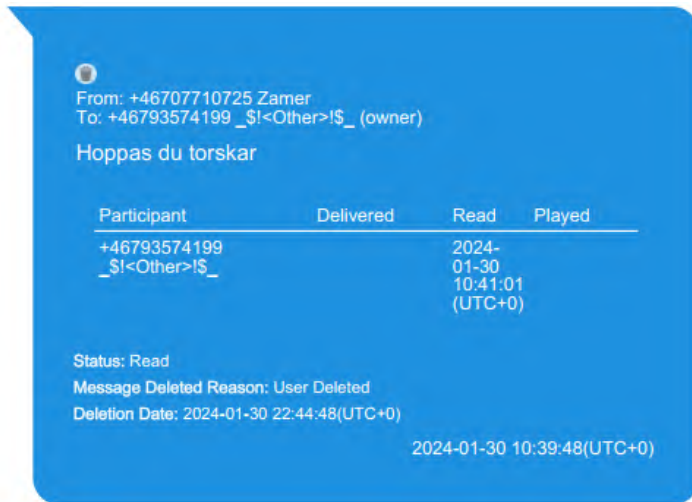 From: +46707710725 Zamer
To: +46793574199 _$!<Other>!$_ (owner)
Hoppas du torskar
Participant Delivered Read Played
+46793574199 2024-
_$!<Other>!$_ 01-30
10:41:01
(UTC+0)
Status: Read
Message Deleted Reason: User Deleted
Deletion Date: 2024-01-30 22:44:48(UTC+0)
2024-01-30 10:39:48(UTC+0)